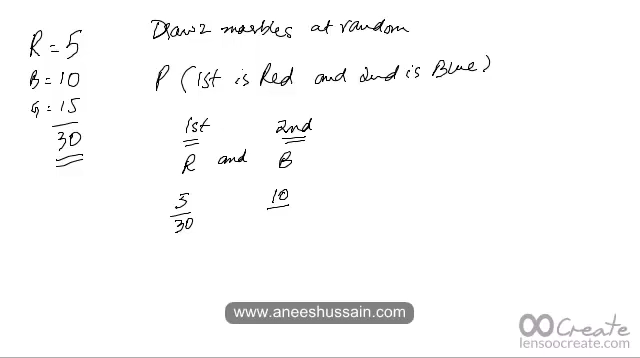 R = 5
B = 10
G = 15
30
Draw 2 marbles at random
P (1st is Red and 2nd is Blue)
1st 2nd
R and B
5/30 10
www.aneeshussain.com
Create
lensoocreate.com